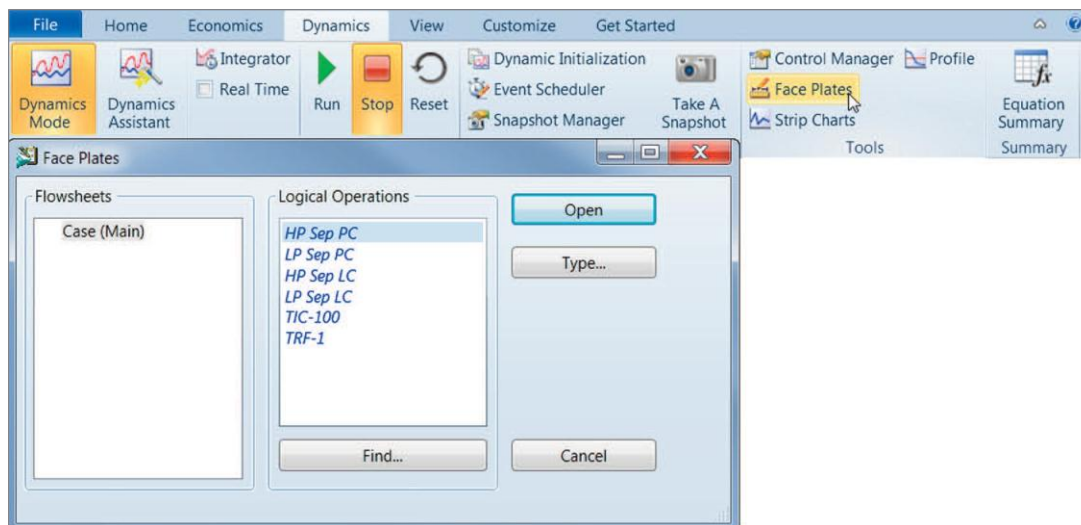 File Home Economics Dynamics View Customize Get Started
Dynamics Mode
Dynamics Assistant
Integrator
Real Time
Run
Stop
Reset
Dynamic Initialization
Event Scheduler
Snapshot Manager
Take A Snapshot
Control Manager
Profile
Face Plates
Strip Charts
Tools
Equation Summary
Summary
Face Plates
Flowsheets
Case (Main)
Logical Operations
HP Sep PC
LP Sep PC
HP Sep LC
LP Sep LC
TIC-100
TRF-1
Find...
Open
Type...
Cancel